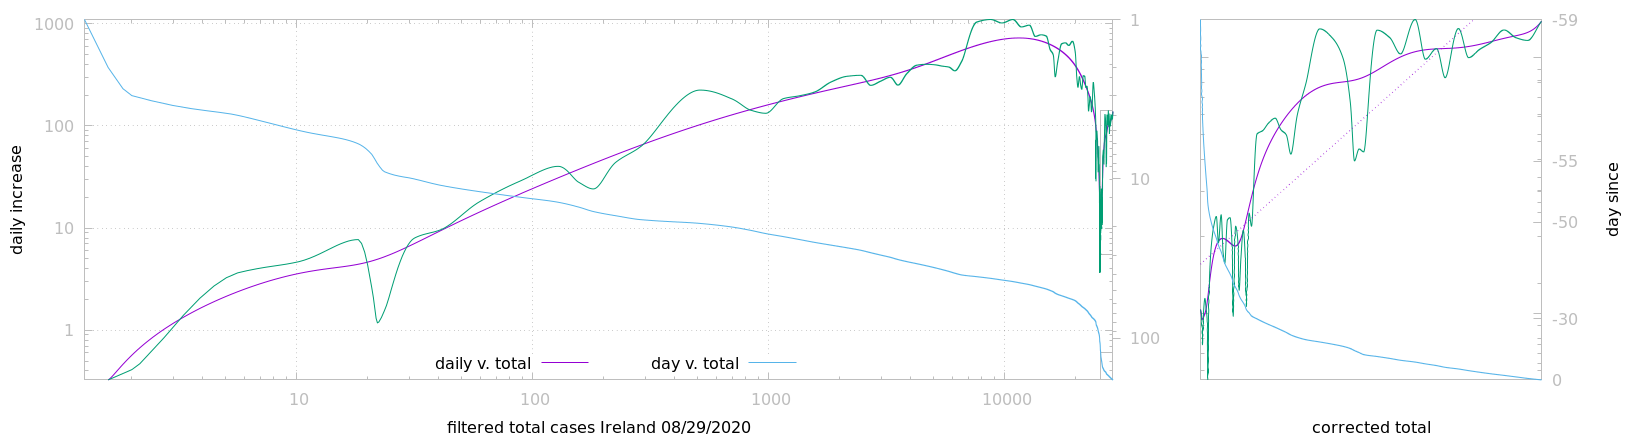 1000
100
10
1
daily increase
daily v. total
day v. total
10
100
1000
10000
filtered total cases Ireland 08/29/2020
1
10
100
-59
-55
-50
-30
0
day since
corrected total